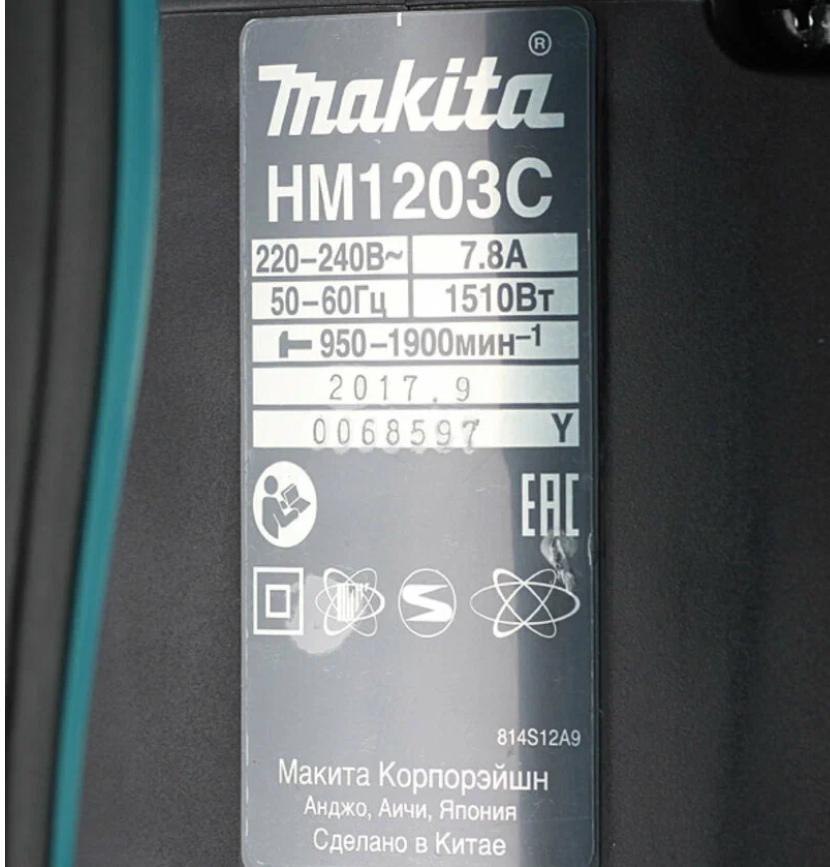 ®
Makita
HM1203C
220–240В~ 7.8А
50–60Гц 1510Вт
950–1900мин⁻¹
2017.9
0068597 Y
EAC
S
814S12A9
Макита Корпорэйшн
Анджо, Аичи, Япония
Сделано в Китае